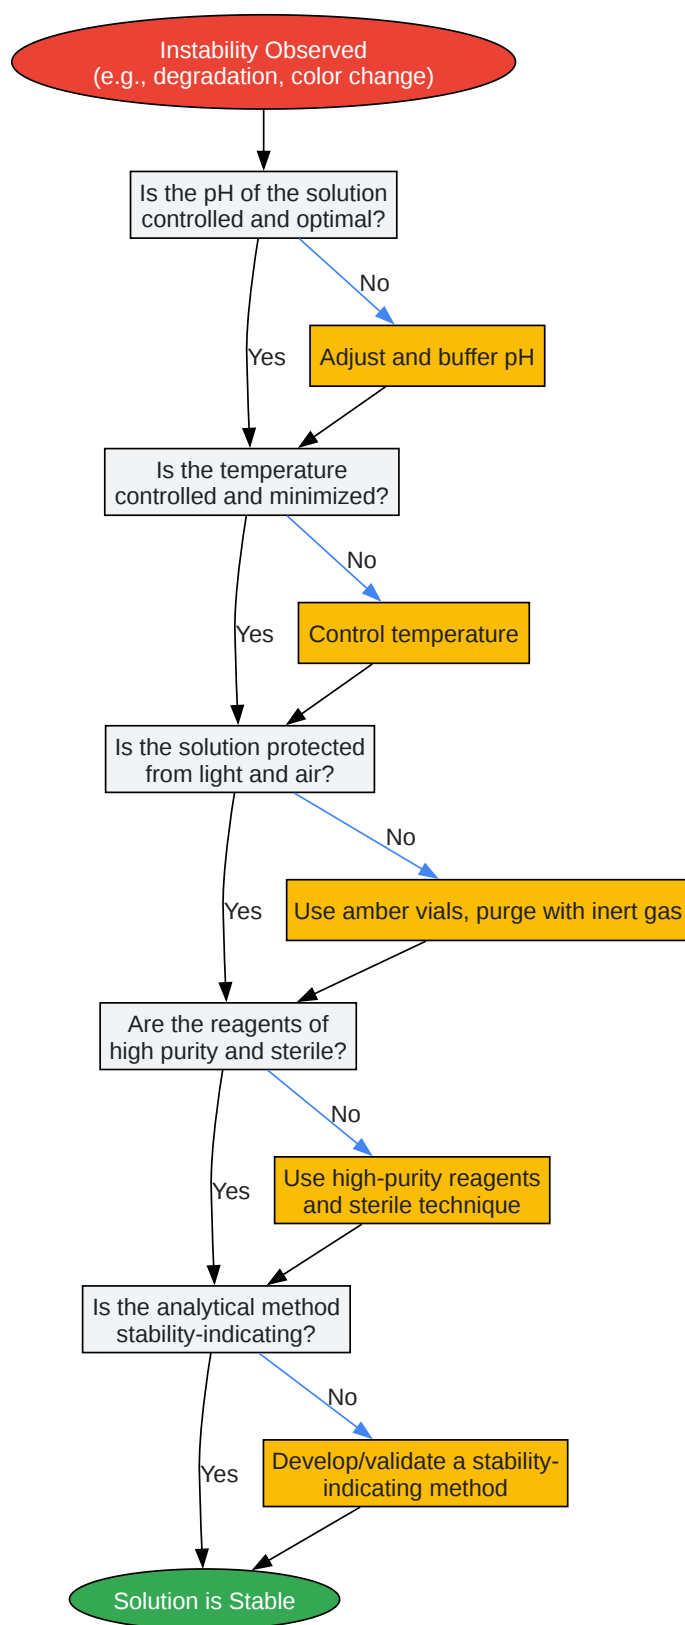 Instability Observed
(e.g., degradation, color change)
Is the pH of the solution
controlled and optimal?
No
Yes
Adjust and buffer pH
Is the temperature
controlled and minimized?
No
Yes
Control temperature
Is the solution protected
from light and air?
No
Yes
Use amber vials, purge with inert gas
Are the reagents of
high purity and sterile?
No
Yes
Use high-purity reagents
and sterile technique
Is the analytical method
stability-indicating?
No
Yes
Develop/validate a stability-
indicating method
Solution is Stable